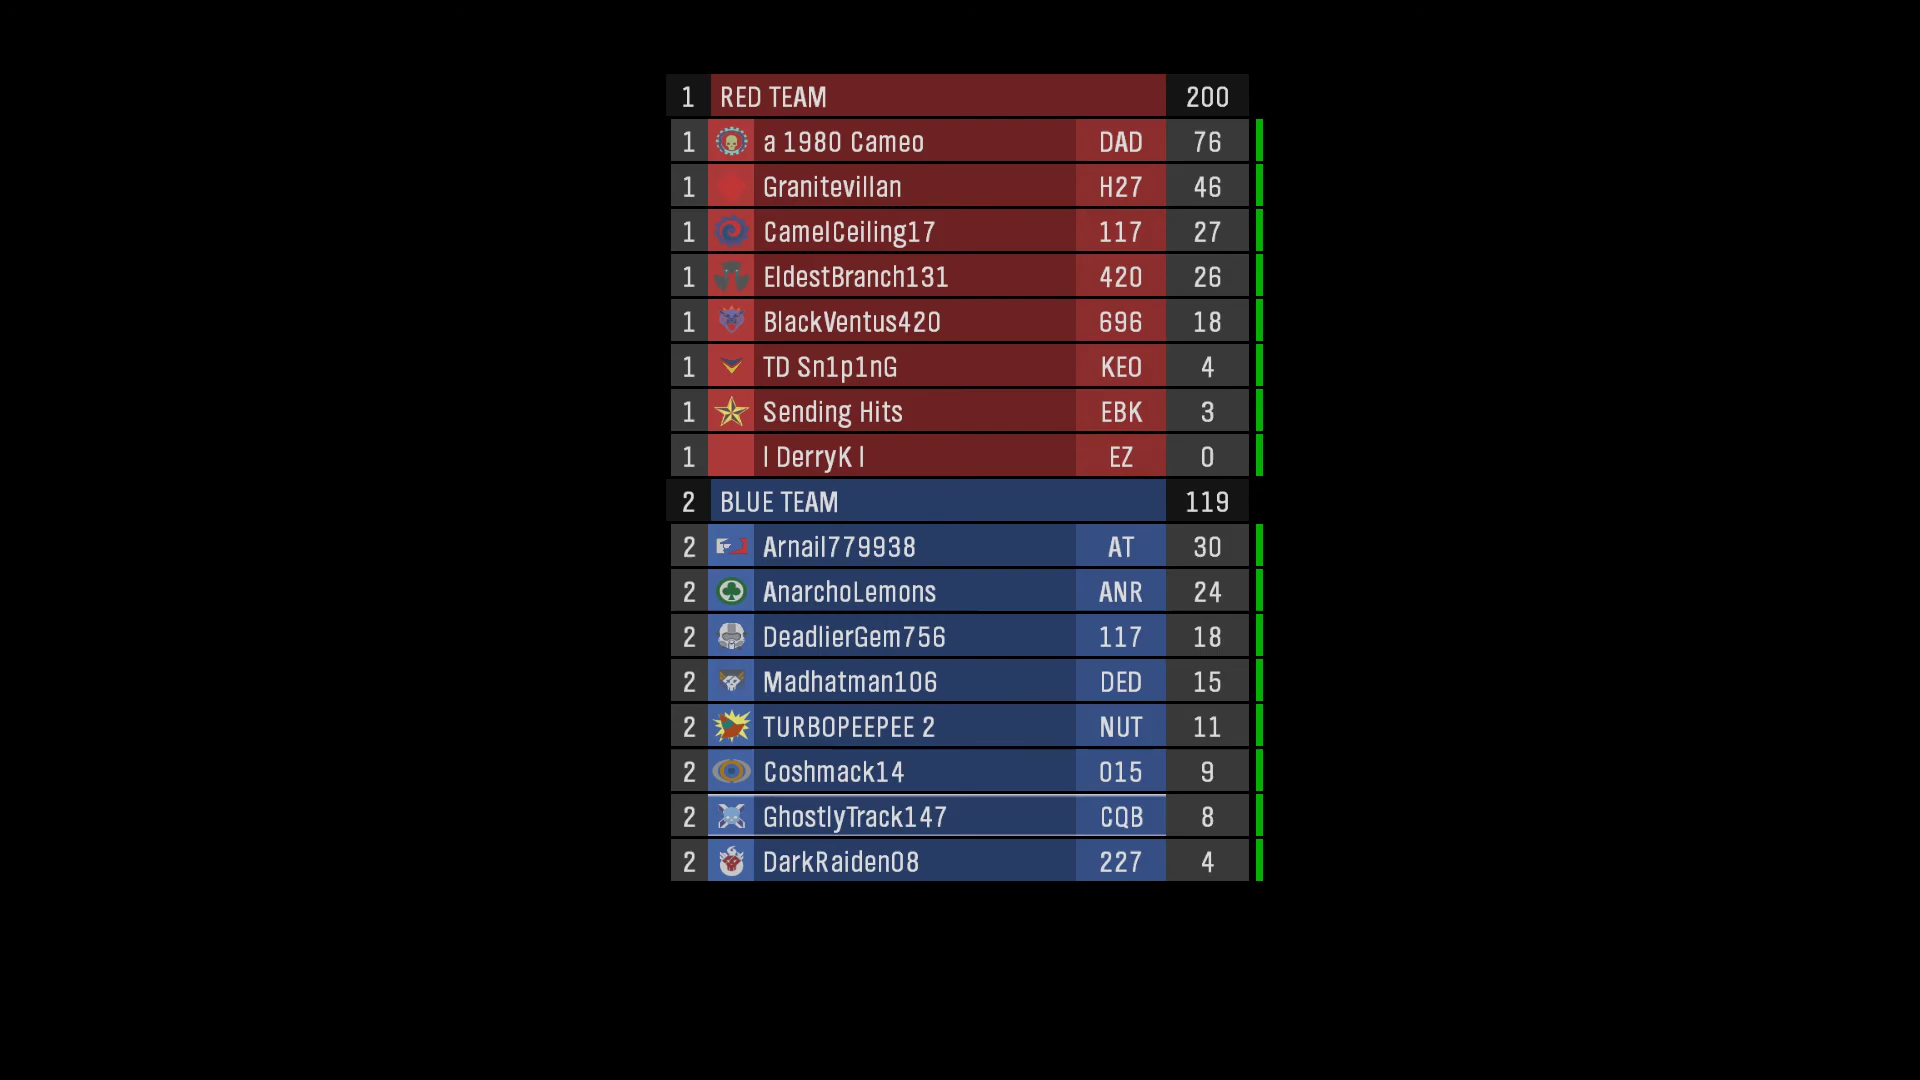 1 RED TEAM 200
1 a 1980 Cameo DAD 76
1 Granitevillan H27 46
1 CamelCeiling17 117 27
1 EldestBranch131 420 26
1 BlackVentus420 696 18
1 TD Sn1p1nG KEO 4
1 Sending Hits EBK 3
1 l DerryK l EZ 0
2 BLUE TEAM 119
2 Arnail779938 AT 30
2 AnarchoLemons ANR 24
2 DeadlierGem756 117 18
2 Madhatman106 DED 15
2 TURBOPEEPEE 2 NUT 11
2 Coshmack14 015 9
2 GhostlyTrack147 CQB 8
2 DarkRaiden08 227 4